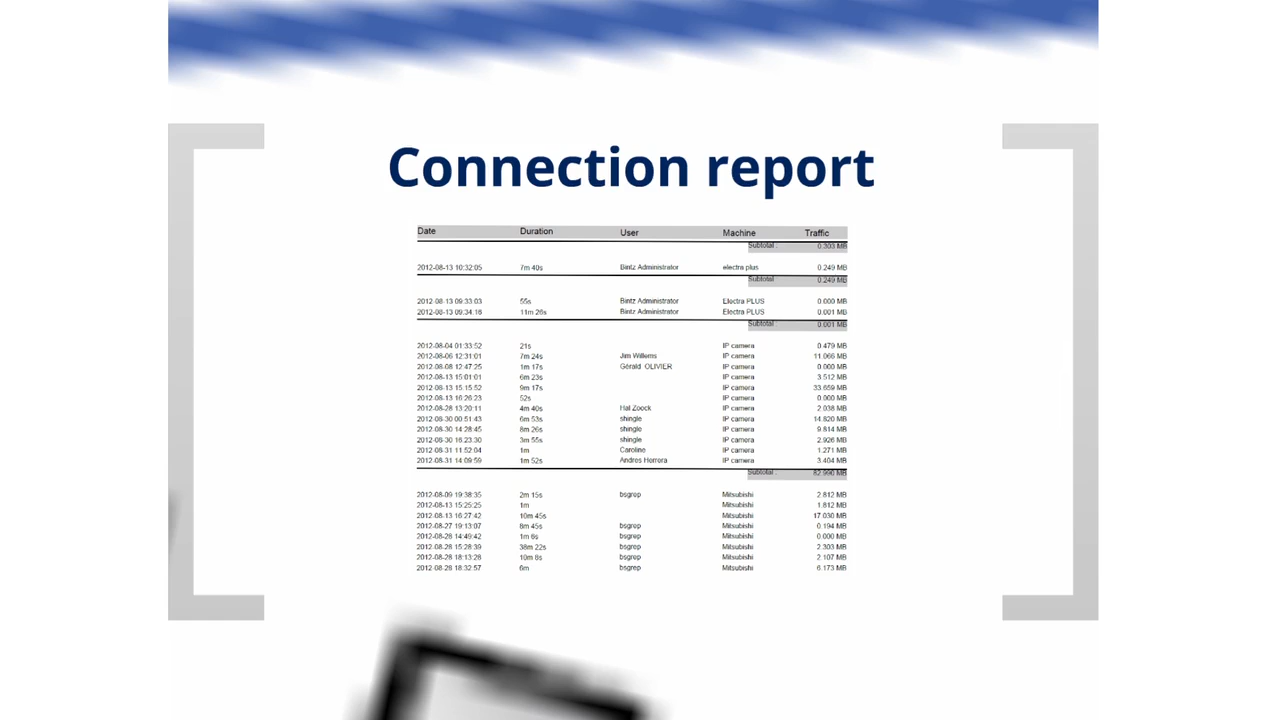 Connection report
Date Duration User Machine Traffic
Subtotal : 0.303 MB
2012-08-13 10:32:05 7m 40s Bintz Administrator electra plus 0.249 MB
Subtotal 0.249 MB
2012-08-13 09:33:03 55s Bintz Administrator Electra PLUS 0.000 MB
2012-08-13 09:34:16 11m 26s Bintz Administrator Electra PLUS 0.001 MB
Subtotal : 0.001 MB
2012-08-04 01:33:52 21s IP camera 0.479 MB
2012-08-06 12:31:01 7m 24s Jim Willems IP camera 11.066 MB
2012-08-08 12:47:25 1m 17s Gérald OLIVIER IP camera 0.000 MB
2012-08-13 15:01:01 6m 23s IP camera 3.512 MB
2012-08-13 15:15:52 9m 17s IP camera 33.659 MB
2012-08-13 16:26:23 52s IP camera 0.000 MB
2012-08-28 13:20:11 4m 40s Hal Zoock IP camera 2.038 MB
2012-08-30 00:51:43 6m 53s shingle IP camera 14.820 MB
2012-08-30 14:28:45 8m 26s shingle IP camera 9.814 MB
2012-08-30 16:23:30 3m 55s shingle IP camera 2.926 MB
2012-08-31 11:52:04 1m Caroline IP camera 1.271 MB
2012-08-31 14:09:59 1m 52s Andres Herrera IP camera 3.404 MB
Subtotal : 82.990 MB
2012-08-09 19:38:35 2m 15s bsgrep Mitsubishi 2.812 MB
2012-08-13 15:25:25 1m Mitsubishi 1.812 MB
2012-08-13 16:27:42 10m 45s Mitsubishi 17.030 MB
2012-08-27 19:13:07 8m 45s bsgrep Mitsubishi 0.194 MB
2012-08-28 14:49:42 1m 6s bsgrep Mitsubishi 0.000 MB
2012-08-28 15:28:39 38m 22s bsgrep Mitsubishi 2.303 MB
2012-08-28 18:13:28 10m 8s bsgrep Mitsubishi 2.107 MB
2012-08-28 18:32:57 6m bsgrep Mitsubishi 6.173 MB